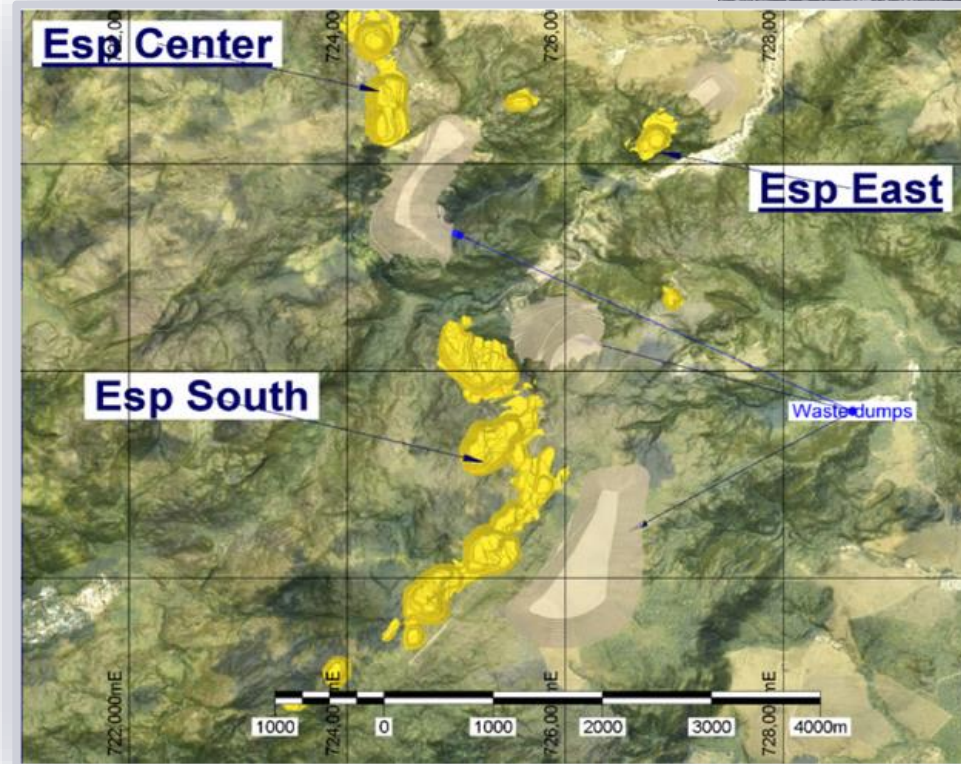 Esp Center
724,00
726,00
728,00
Esp East
Esp South
Waste dumps
722,000mE
1000
0
1000
2000
3000
4000m